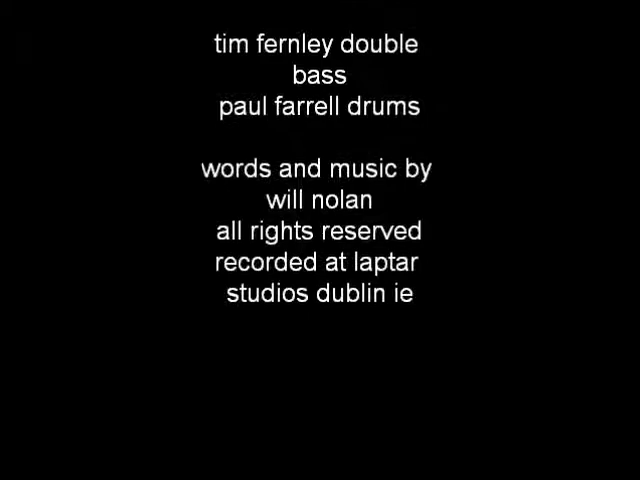 tim fernley double
bass
paul farrell drums
words and music by
will nolan
all rights reserved
recorded at laptar
studios dublin ie